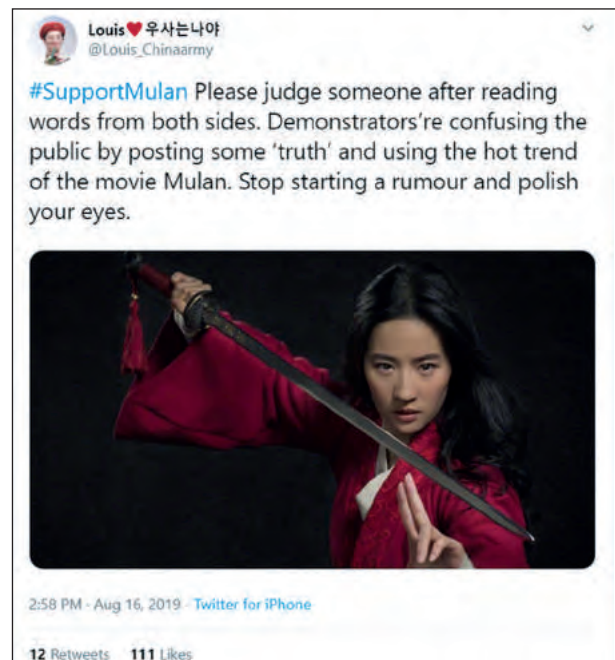 Louis❤우사는나야
@Louis_Chinaarmy
#SupportMulan Please judge someone after reading
words from both sides. Demonstrators're confusing the
public by posting some ‘truth’ and using the hot trend
of the movie Mulan. Stop starting a rumour and polish
your eyes.
2:58 PM · Aug 16, 2019 · Twitter for iPhone
12 Retweets 111 Likes